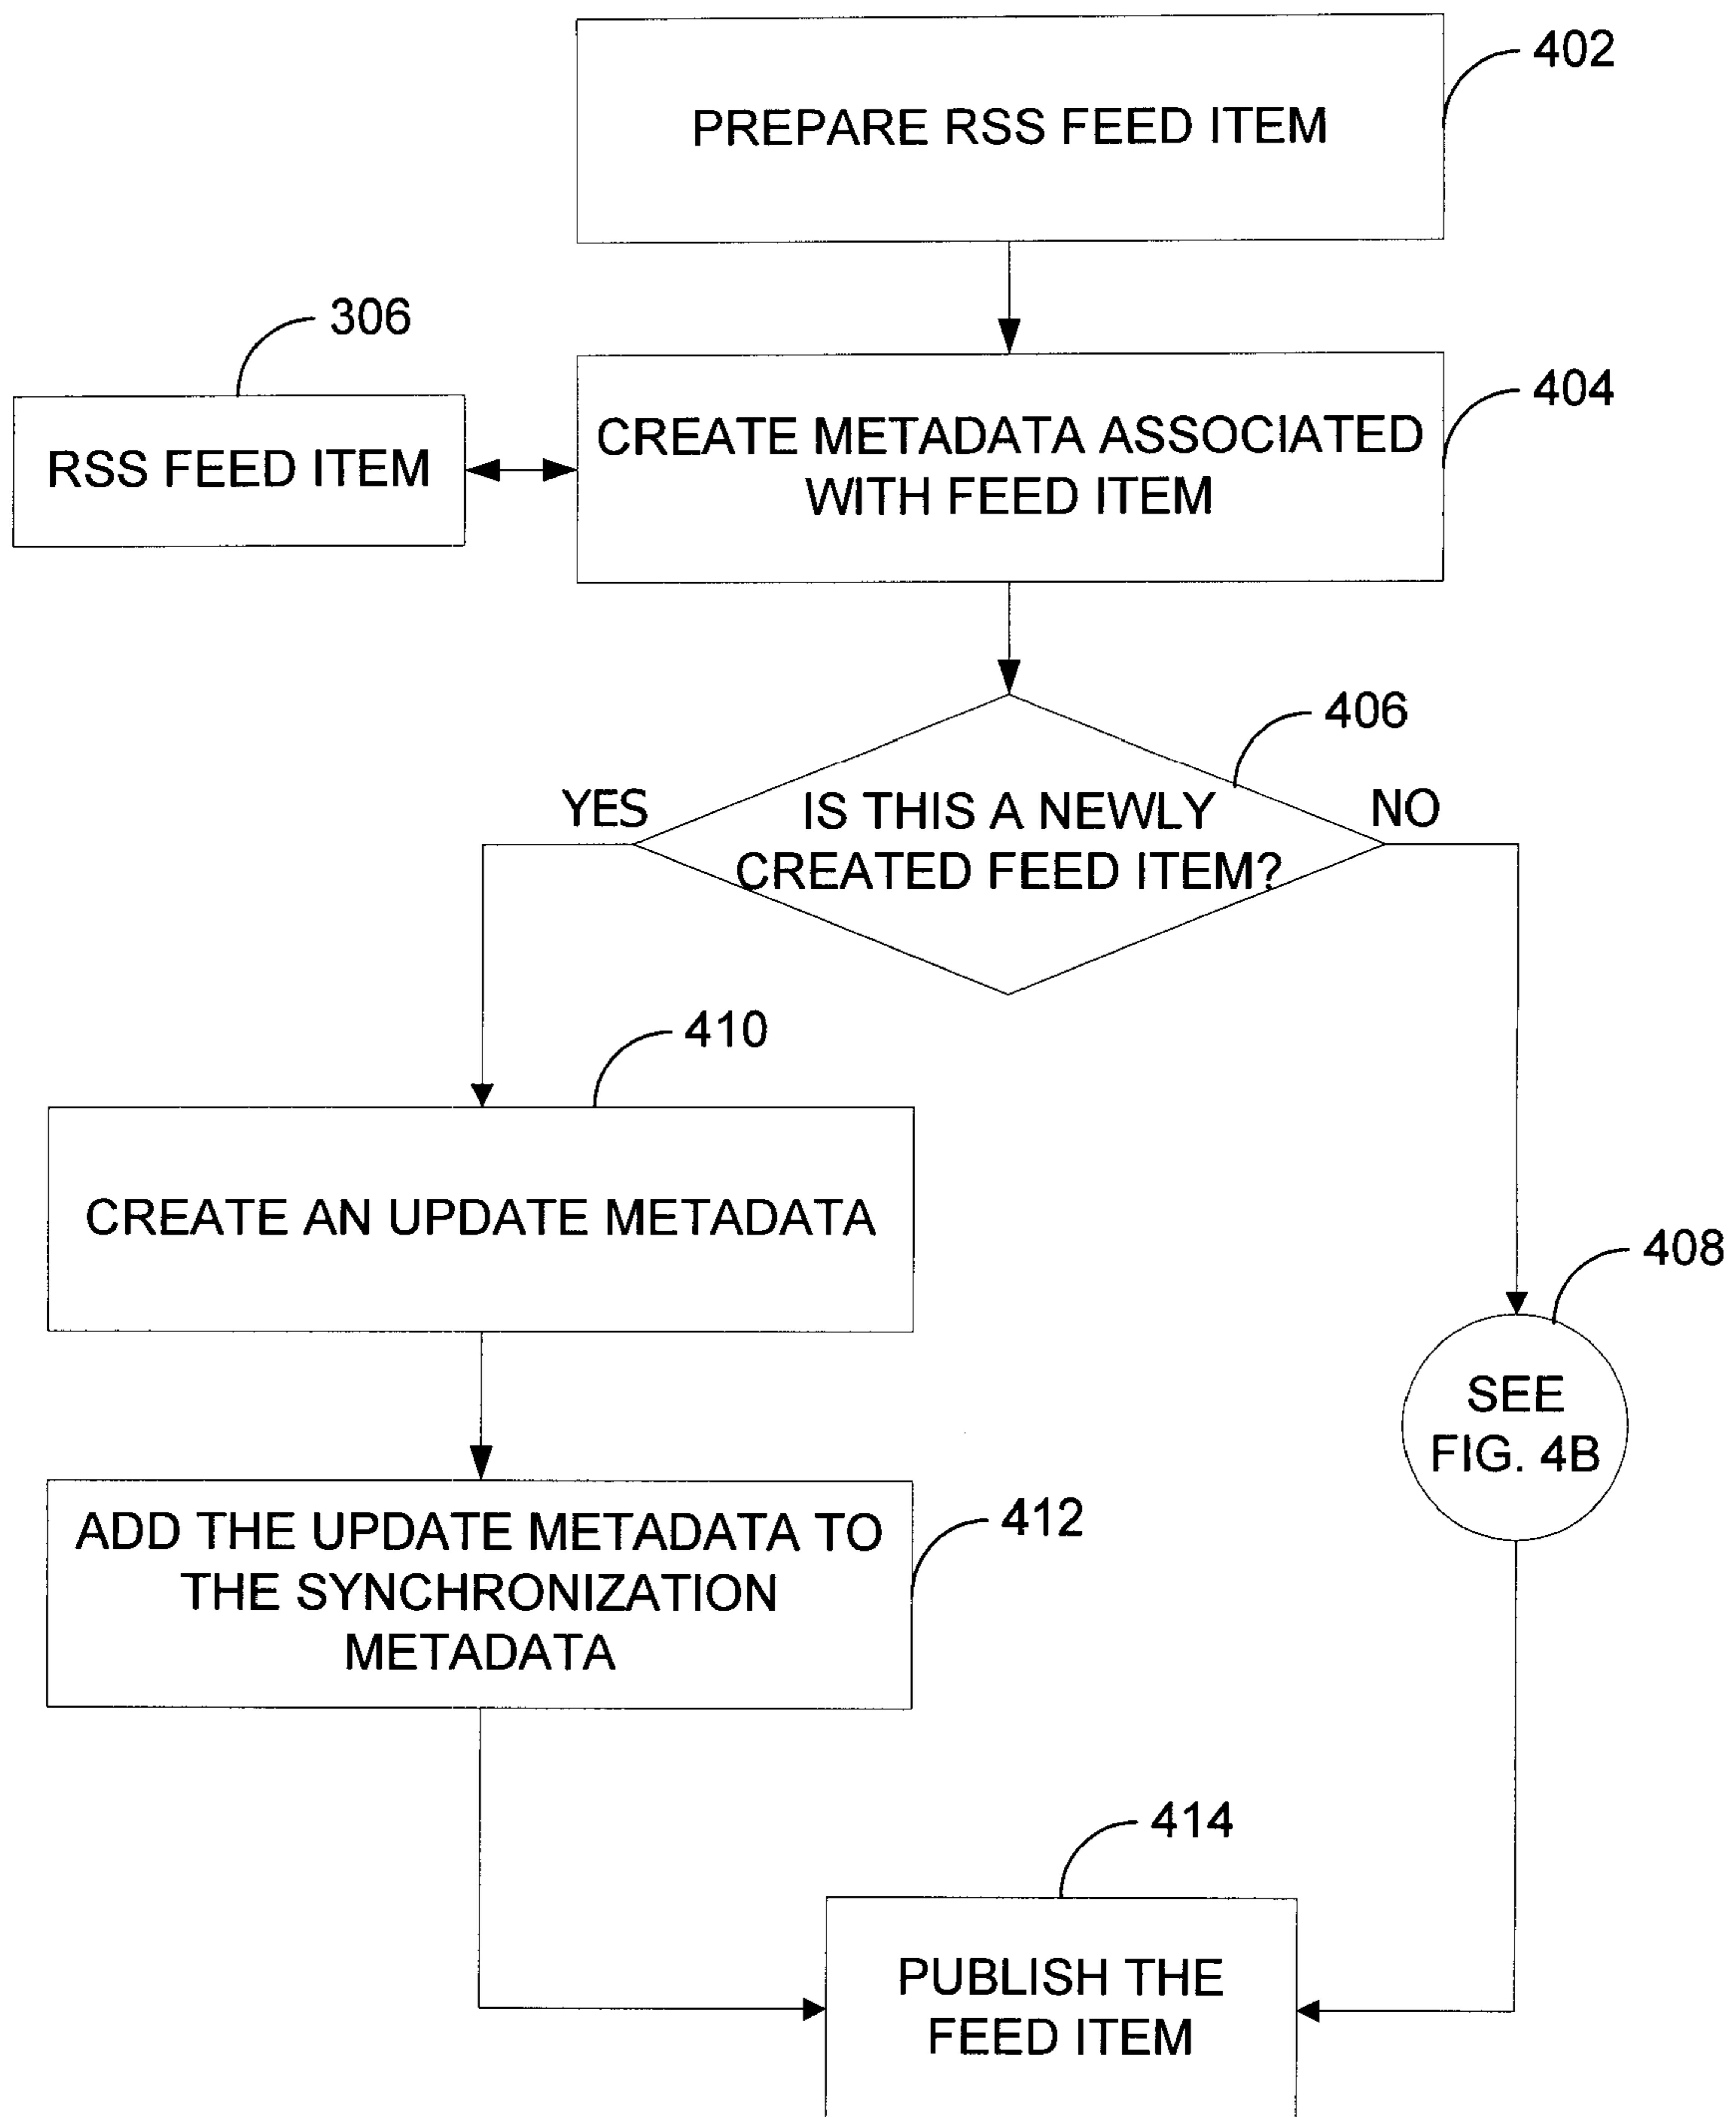 402
PREPARE RSS FEED ITEM
306
404
RSS FEED ITEM
CREATE METADATA ASSOCIATED
WITH FEED ITEM
406
YES
NO
IS THIS A NEWLY
CREATED FEED ITEM?
410
CREATE AN UPDATE METADATA
408
SEE
FIG. 4B
412
ADD THE UPDATE METADATA TO
THE SYNCHRONIZATION
METADATA
414
PUBLISH THE
FEED ITEM